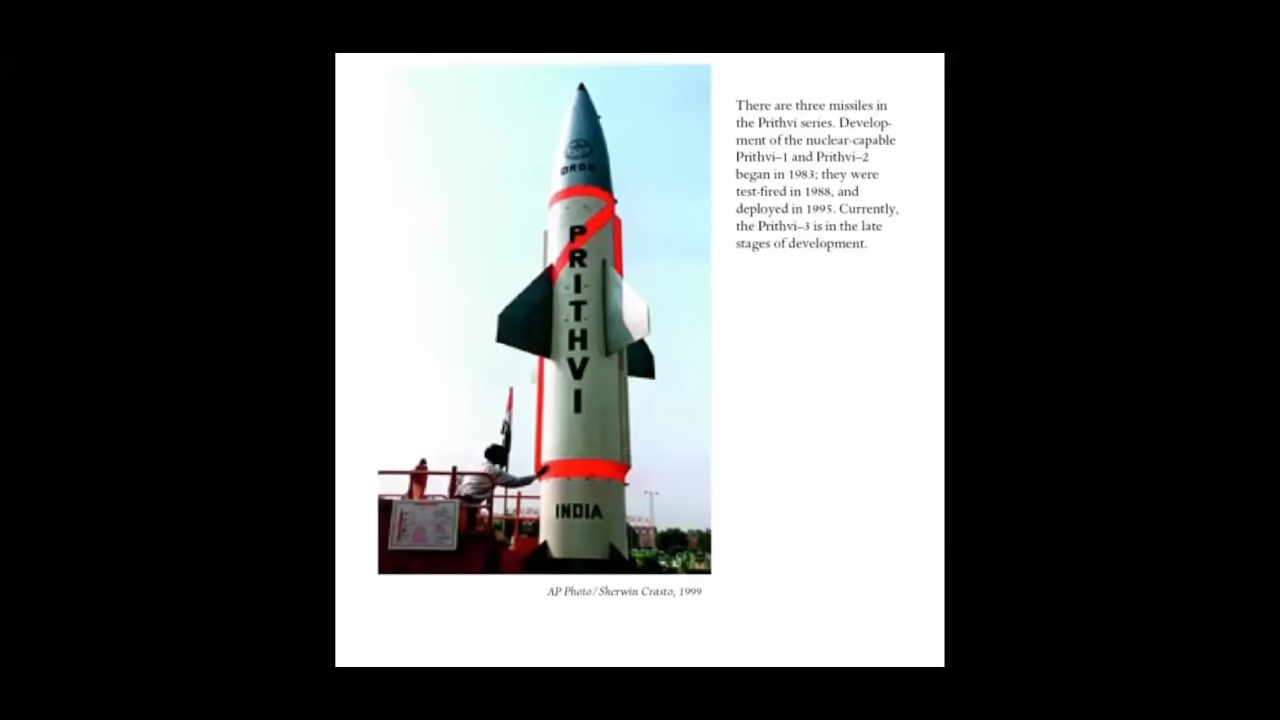 There are three missiles in
the Prithvi series. Develop-
ment of the nuclear-capable
Prithvi–1 and Prithvi–2
began in 1983; they were
test-fired in 1988, and
deployed in 1995. Currently,
the Prithvi–3 is in the late
stages of development.
DRDO
PRITHVI
INDIA
AP Photo/Sherwin Crasto, 1999